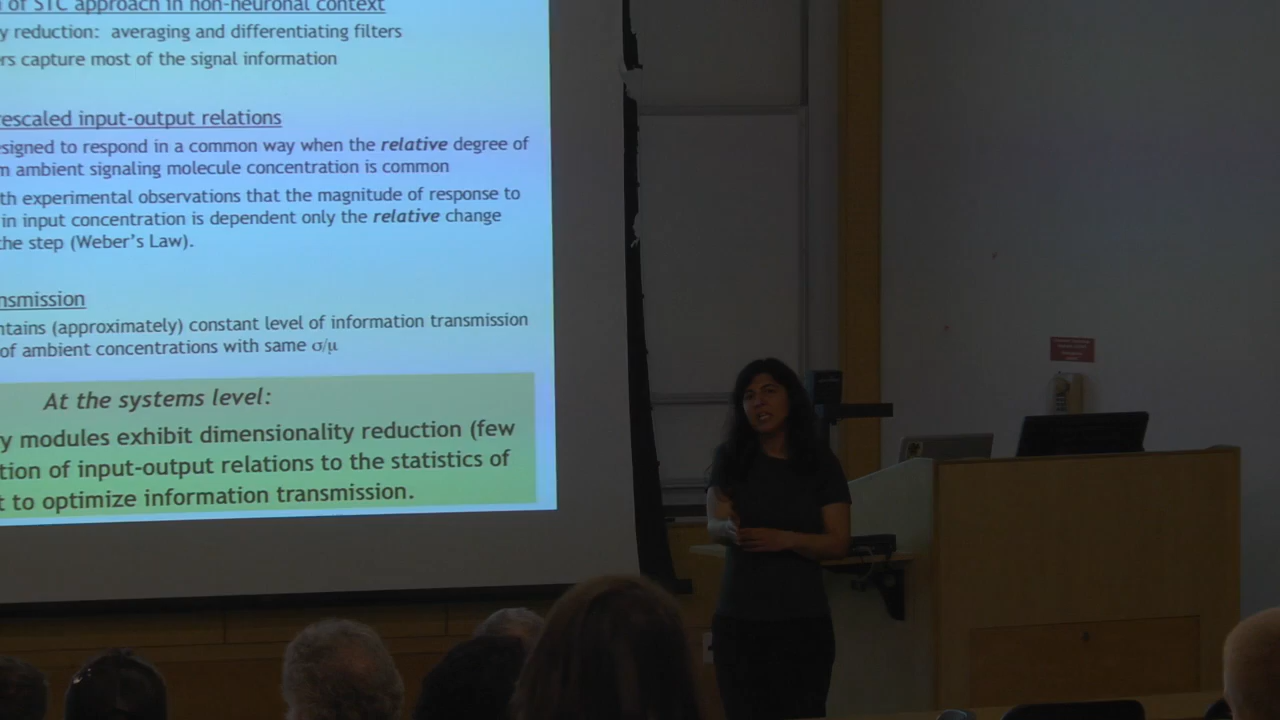 of STC approach in non-neuronal context
y reduction: averaging and differentiating filters
rs capture most of the signal information
rescaled input-output relations
esigned to respond in a common way when the relative degree of
m ambient signaling molecule concentration is common
th experimental observations that the magnitude of response to
in input concentration is dependent only the relative change
the step (Weber's Law).
nsmission
ntains (approximately) constant level of information transmission
of ambient concentrations with same σ/μ
At the systems level:
y modules exhibit dimensionality reduction (few
tion of input-output relations to the statistics of
t to optimize information transmission.